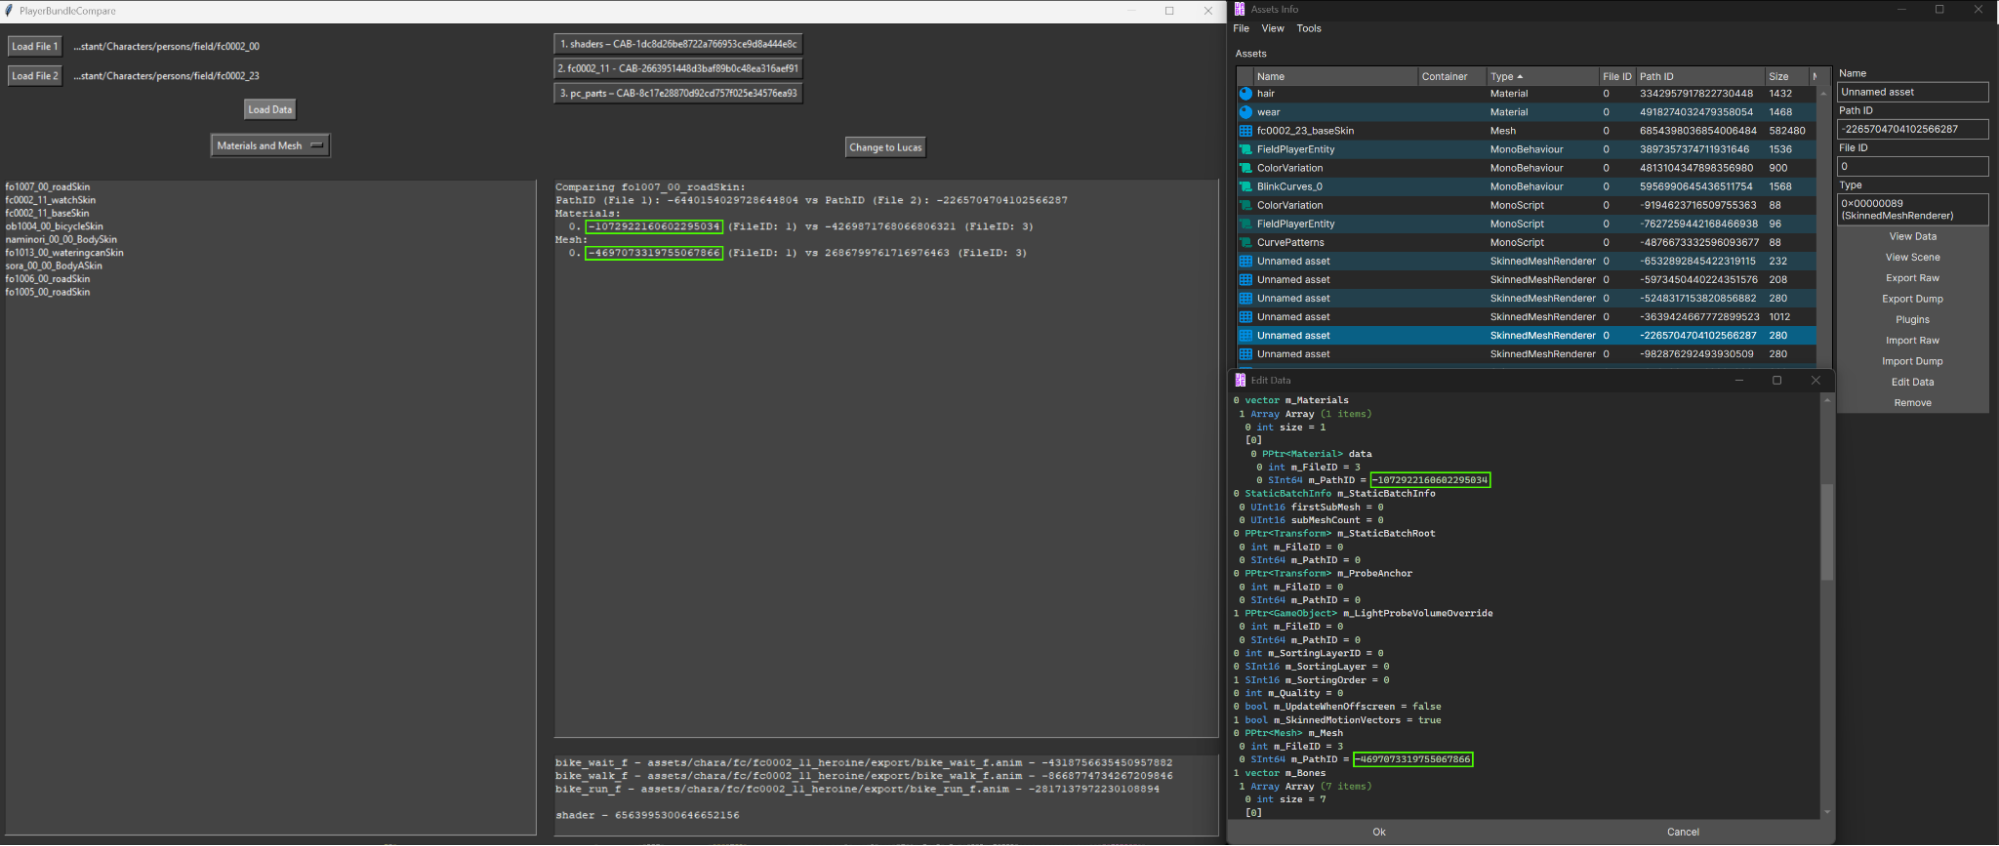 PlayerBundleCompare
Load File 1 ...stant/Characters/persons/field/fc0002_00
Load File 2 ...stant/Characters/persons/field/fc0002_23
Load Data
Materials and Mesh
1. shaders – CAB-1dc8d26be8722a766953ce9d8a444e8c
2. fc0002_11 - CAB-2663951448d3baf89b0c48ea316aef91
3. pc_parts – CAB-8c17e28870d92cd757f025e34576ea93
Change to Lucas
fo1007_00_roadSkin
fc0002_11_watchSkin
fc0002_11_baseSkin
ob1004_00_bicycleSkin
naminori_00_00_BodySkin
fo1013_00_wateringcanSkin
sora_00_00_BodyASkin
fo1006_00_roadSkin
fo1005_00_roadSkin
Comparing fo1007_00_roadSkin:
PathID (File 1): -6440154029728644804 vs PathID (File 2): -2265704704102566287
Materials:
0. -1072922160602295034 (FileID: 1) vs -4269871768066806321 (FileID: 3)
Mesh:
0. -4697073319755067866 (FileID: 1) vs 2686799761716976463 (FileID: 3)
bike_wait_f - assets/chara/fc/fc0002_11_heroine/export/bike_wait_f.anim - -4318756635450957882
bike_walk_f - assets/chara/fc/fc0002_11_heroine/export/bike_walk_f.anim - -8668774734267209846
bike_run_f - assets/chara/fc/fc0002_11_heroine/export/bike_run_f.anim - -2817137972230108894
shader - 6563995300646652156
Assets Info
File View Tools
Assets
Name Container Type File ID Path ID Size
hair Material 0 3342957917822730448 1432
wear Material 0 4918274032479358054 1468
fc0002_23_baseSkin Mesh 0 6854398036854006484 582480
FieldPlayerEntity MonoBehaviour 0 3897357374711931646 1536
ColorVariation MonoBehaviour 0 4813104347898356980 900
BlinkCurves_0 MonoBehaviour 0 5956990645436511754 1568
ColorVariation MonoScript 0 -9194623716509755363 88
FieldPlayerEntity MonoScript 0 -7627259442168466938 96
CurvePatterns MonoScript 0 -4876673332596093677 88
Unnamed asset SkinnedMeshRenderer 0 -6532892845422319115 232
Unnamed asset SkinnedMeshRenderer 0 -5973450440224351576 208
Unnamed asset SkinnedMeshRenderer 0 -5248317153820856882 280
Unnamed asset SkinnedMeshRenderer 0 -3639424667772899523 1012
Unnamed asset SkinnedMeshRenderer 0 -2265704704102566287 280
Unnamed asset SkinnedMeshRenderer 0 -982876292493930509 280
Name
Unnamed asset
Path ID
-2265704704102566287
File ID
0
Type
0x00000089
(SkinnedMeshRenderer)
View Data
View Scene
Export Raw
Export Dump
Plugins
Import Raw
Import Dump
Edit Data
Remove
Edit Data
0 vector m_Materials
1 Array Array (1 items)
0 int size = 1
[0]
0 PPtr<Material> data
0 int m_FileID = 3
0 SInt64 m_PathID = -1072922160602295034
0 StaticBatchInfo m_StaticBatchInfo
0 UInt16 firstSubMesh = 0
0 UInt16 subMeshCount = 0
0 PPtr<Transform> m_StaticBatchRoot
0 int m_FileID = 0
0 SInt64 m_PathID = 0
0 PPtr<Transform> m_ProbeAnchor
0 int m_FileID = 0
0 SInt64 m_PathID = 0
1 PPtr<GameObject> m_LightProbeVolumeOverride
0 int m_FileID = 0
0 SInt64 m_PathID = 0
0 int m_SortingLayerID = 0
0 SInt16 m_SortingLayer = 0
1 SInt16 m_SortingOrder = 0
0 int m_Quality = 0
0 bool m_UpdateWhenOffscreen = false
1 bool m_SkinnedMotionVectors = true
0 PPtr<Mesh> m_Mesh
0 int m_FileID = 3
0 SInt64 m_PathID = -4697073319755067866
1 vector m_Bones
1 Array Array (7 items)
0 int size = 7
[0]
Ok Cancel